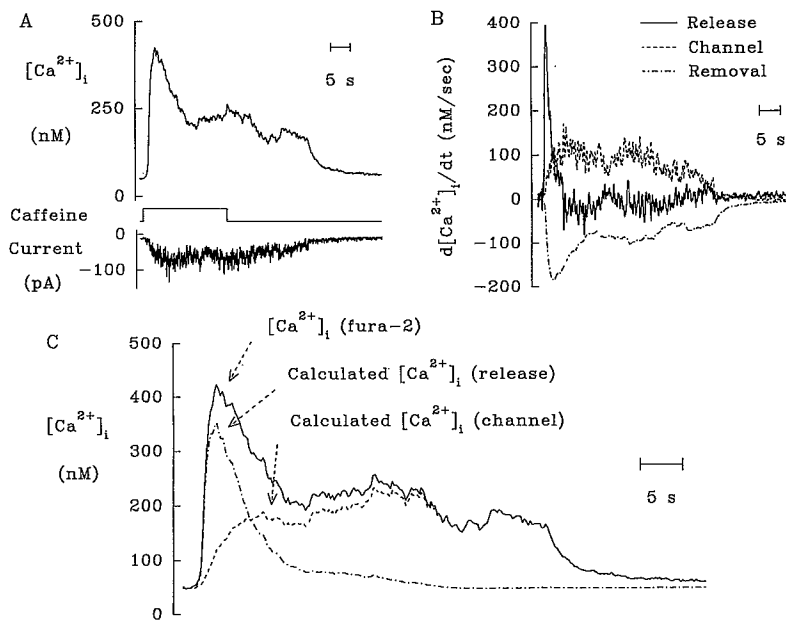 A
500
[Ca²⁺]ᵢ
5 s
250
(nM)
0
Caffeine
Current
0
(pA)
−100
B
400
Release
Channel
Removal
300
200
5 s
100
0
−100
−200
d[Ca²⁺]ᵢ/dt (nM/sec)
C
500
[Ca²⁺]ᵢ (fura−2)
Calculated [Ca²⁺]ᵢ (release)
400
Calculated [Ca²⁺]ᵢ (channel)
[Ca²⁺]ᵢ
300
(nM)
5 s
200
100
0